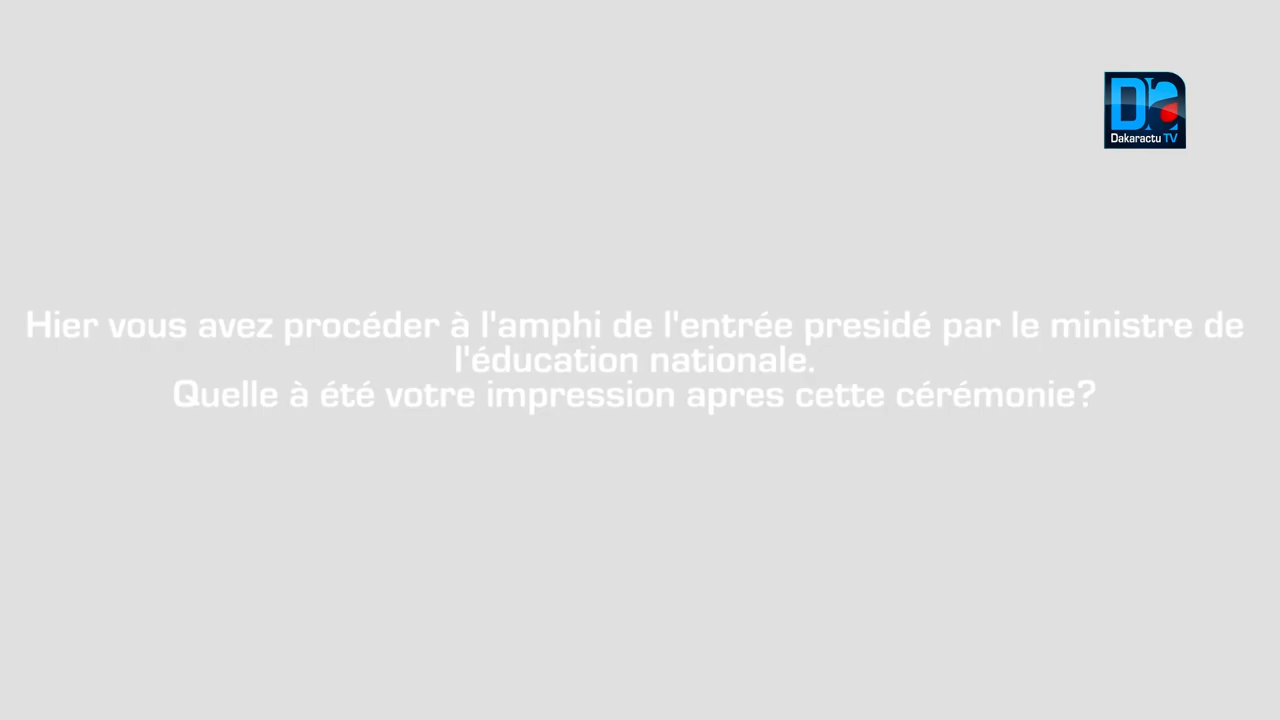 Dakaractu TV
Hier vous avez procéder à l'amphi de l'entrée presidé par le ministre de
l'éducation nationale.
Quelle à été votre impression apres cette cérémonie?